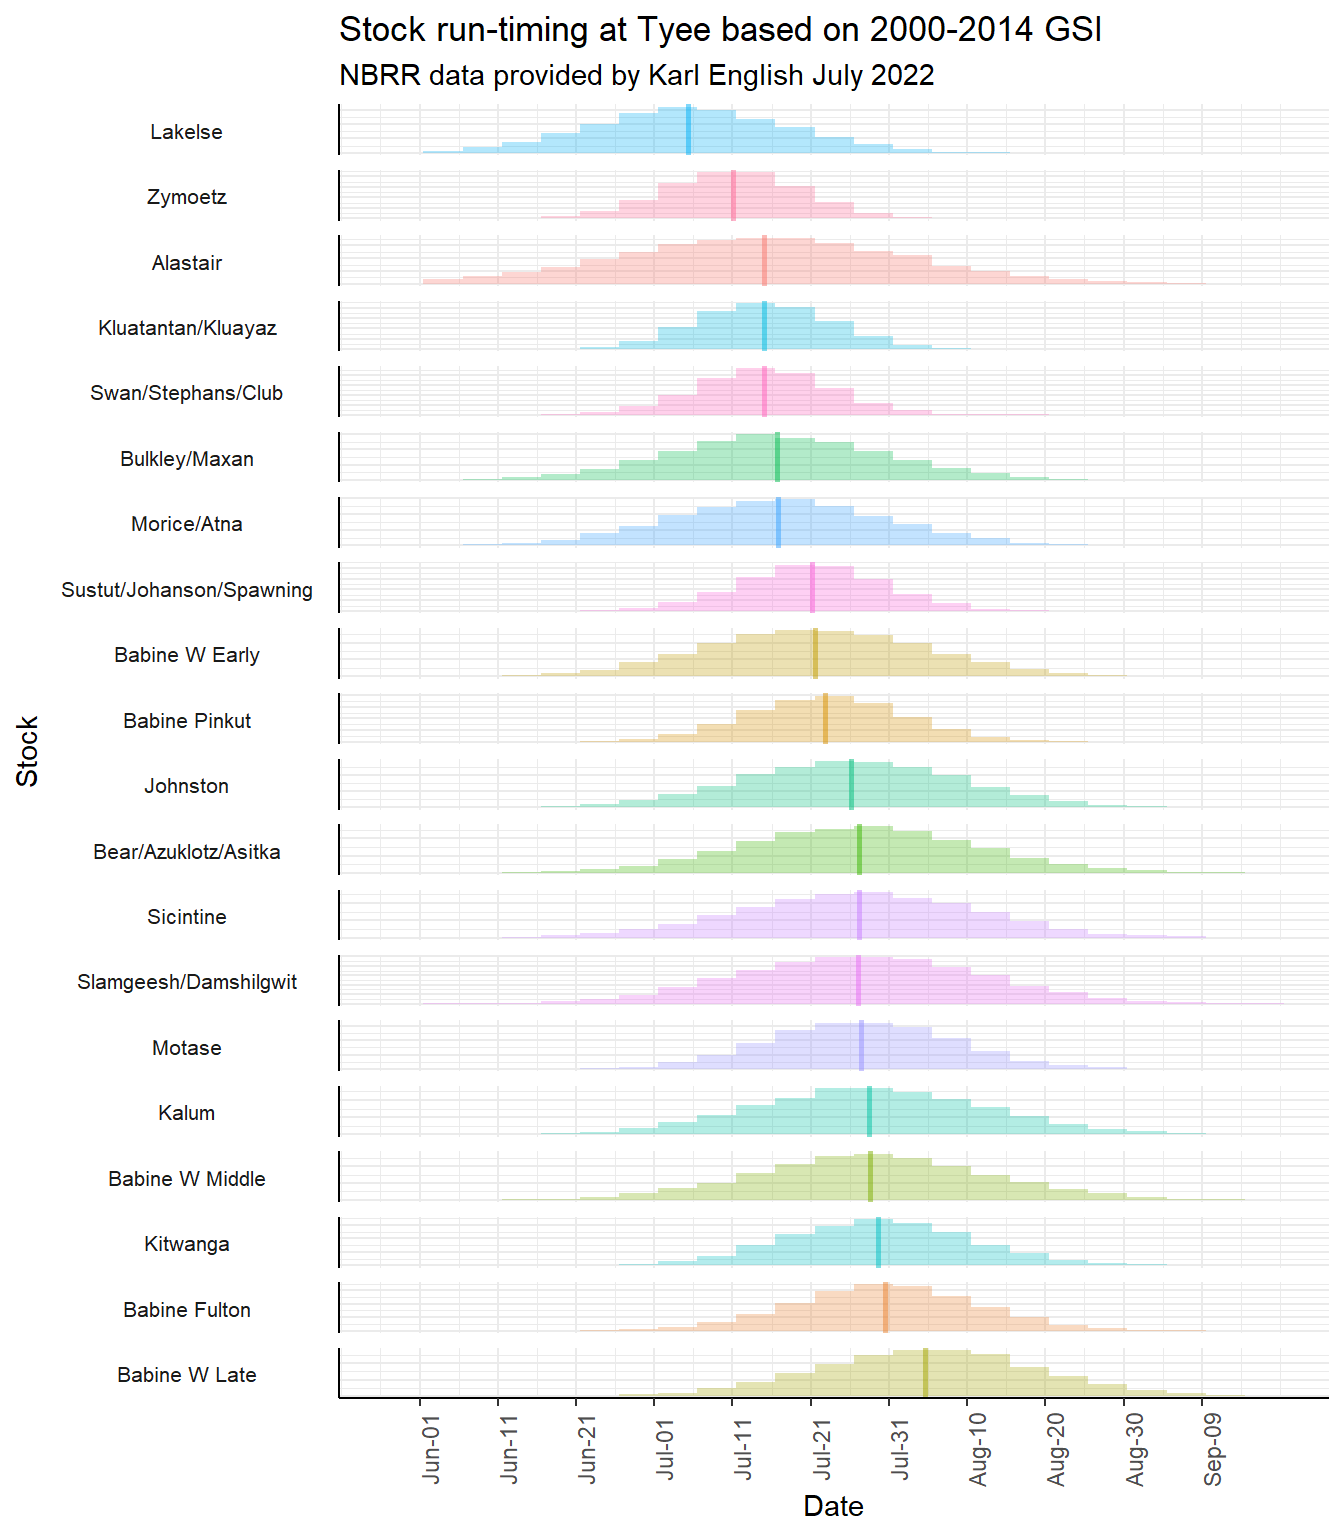 Stock run-timing at Tyee based on 2000-2014 GSI
NBRR data provided by Karl English July 2022
Lakelse
Zymoetz
Alastair
Kluatantan/Kluayaz
Swan/Stephans/Club
Bulkley/Maxan
Morice/Atna
Sustut/Johanson/Spawning
Babine W Early
Babine Pinkut
Johnston
Bear/Azuklotz/Asitka
Sicintine
Slamgeesh/Damshilgwit
Motase
Kalum
Babine W Middle
Kitwanga
Babine Fulton
Babine W Late
Stock
Jun-01
Jun-11
Jun-21
Jul-01
Jul-11
Jul-21
Jul-31
Aug-10
Aug-20
Aug-30
Sep-09
Date